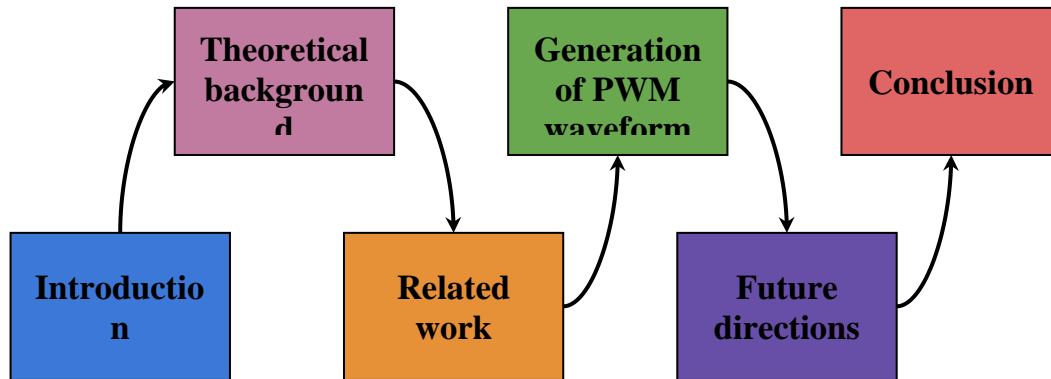 Theoretical
backgroun
d
Generation
of PWM
waveform
Conclusion
Introductio
n
Related
work
Future
directions